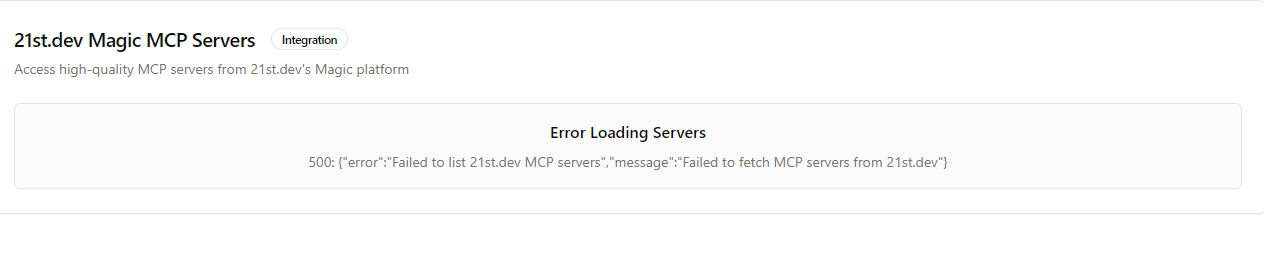 21st.dev Magic MCP Servers
Integration
Access high-quality MCP servers from 21st.dev's Magic platform
Error Loading Servers
500: {"error":"Failed to list 21st.dev MCP servers","message":"Failed to fetch MCP servers from 21st.dev"}